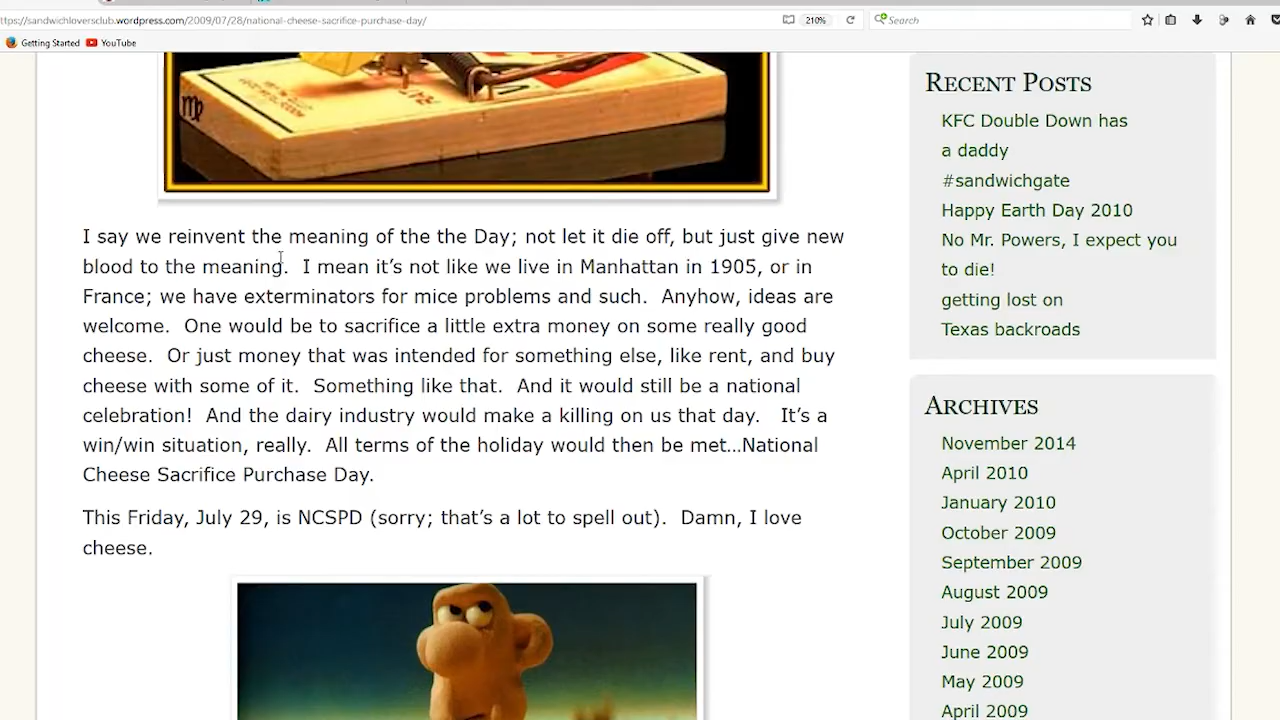 ttps://sandwichloversclub.wordpress.com/2009/07/28/national-cheese-sacrifice-purchase-day/
210%
Search
Getting Started
YouTube
I say we reinvent the meaning of the the Day; not let it die off, but just give new
blood to the meaning.  I mean it's not like we live in Manhattan in 1905, or in
France; we have exterminators for mice problems and such.  Anyhow, ideas are
welcome.  One would be to sacrifice a little extra money on some really good
cheese.  Or just money that was intended for something else, like rent, and buy
cheese with some of it.  Something like that.  And it would still be a national
celebration!  And the dairy industry would make a killing on us that day.   It's a
win/win situation, really.  All terms of the holiday would then be met…National
Cheese Sacrifice Purchase Day.
This Friday, July 29, is NCSPD (sorry; that's a lot to spell out).  Damn, I love
cheese.
Recent Posts
KFC Double Down has
a daddy
#sandwichgate
Happy Earth Day 2010
No Mr. Powers, I expect you
to die!
getting lost on
Texas backroads
Archives
November 2014
April 2010
January 2010
October 2009
September 2009
August 2009
July 2009
June 2009
May 2009
April 2009